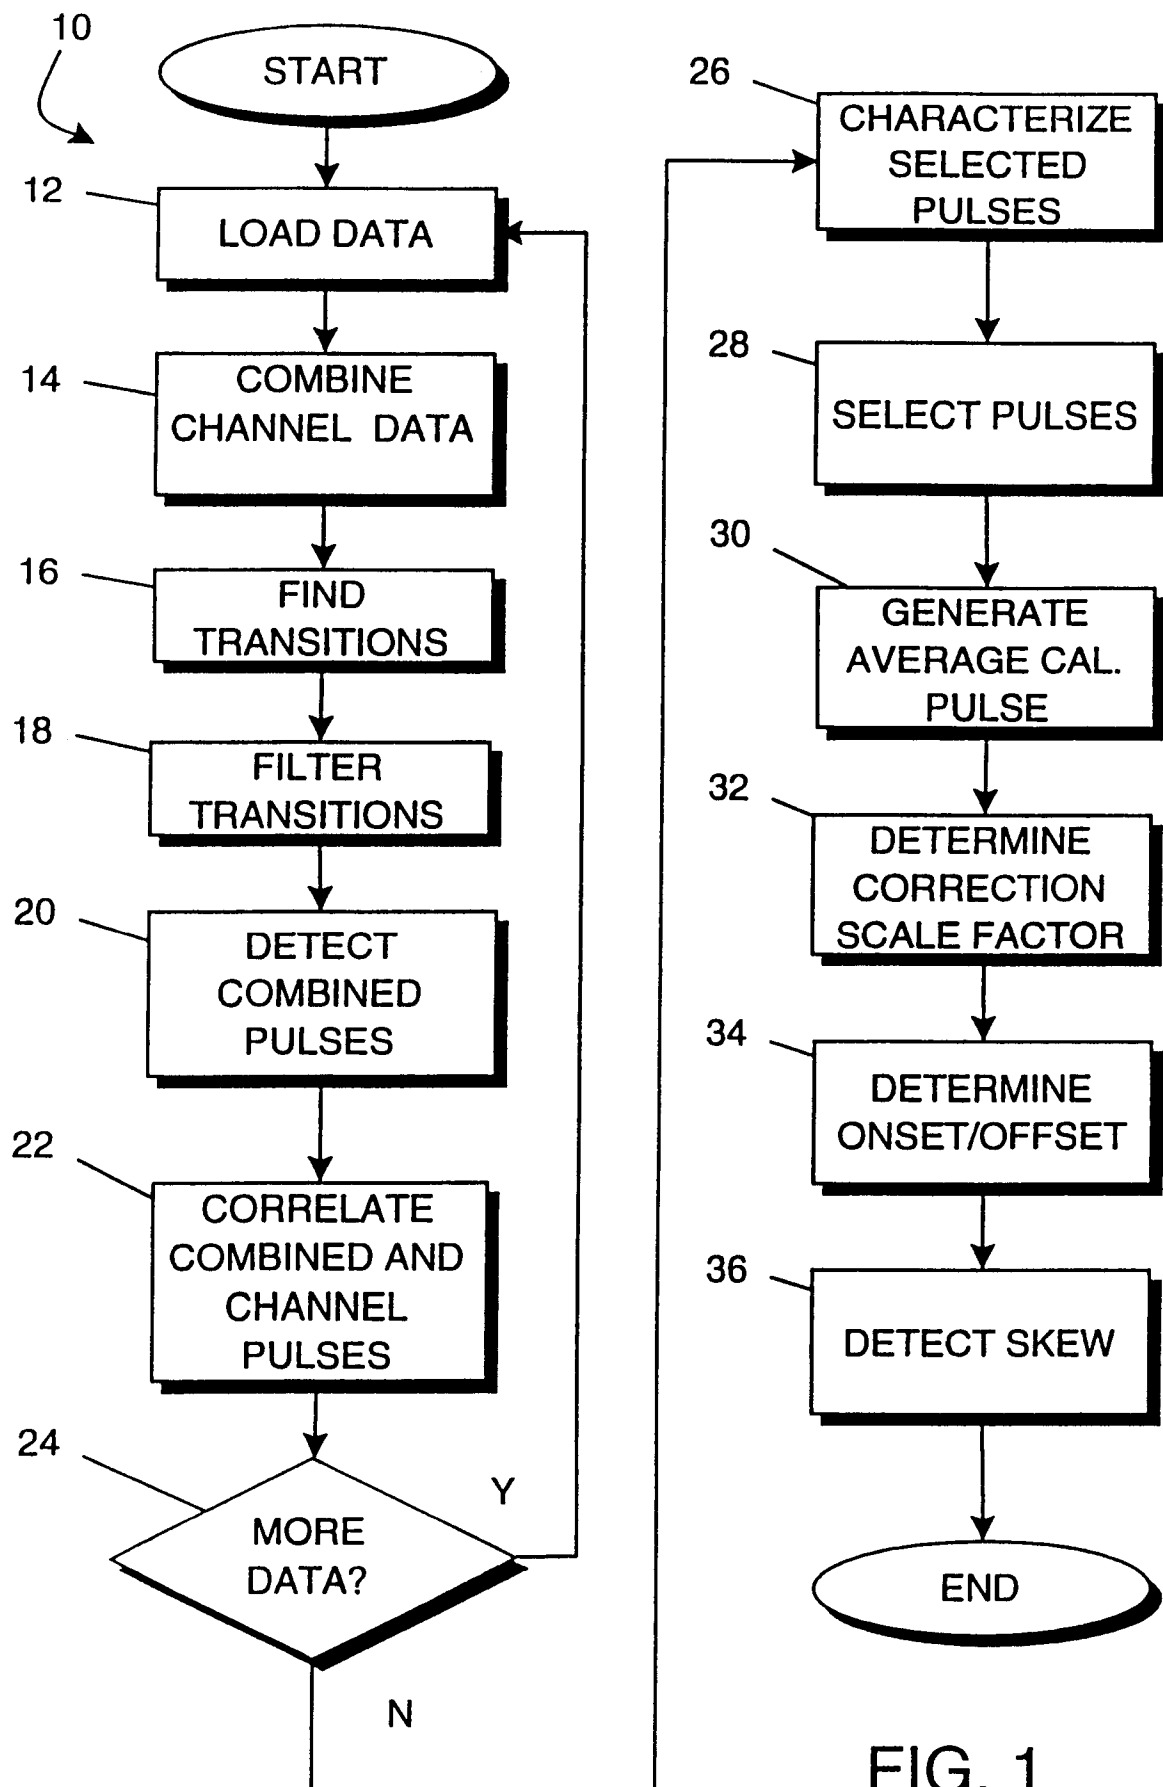 10
START
12
LOAD DATA
14
COMBINE
CHANNEL DATA
16
FIND
TRANSITIONS
18
FILTER
TRANSITIONS
20
DETECT
COMBINED
PULSES
22
CORRELATE
COMBINED AND
CHANNEL
PULSES
24
MORE
DATA?
Y
N
26
CHARACTERIZE
SELECTED
PULSES
28
SELECT PULSES
30
GENERATE
AVERAGE CAL.
PULSE
32
DETERMINE
CORRECTION
SCALE FACTOR
34
DETERMINE
ONSET/OFFSET
36
DETECT SKEW
END
FIG. 1